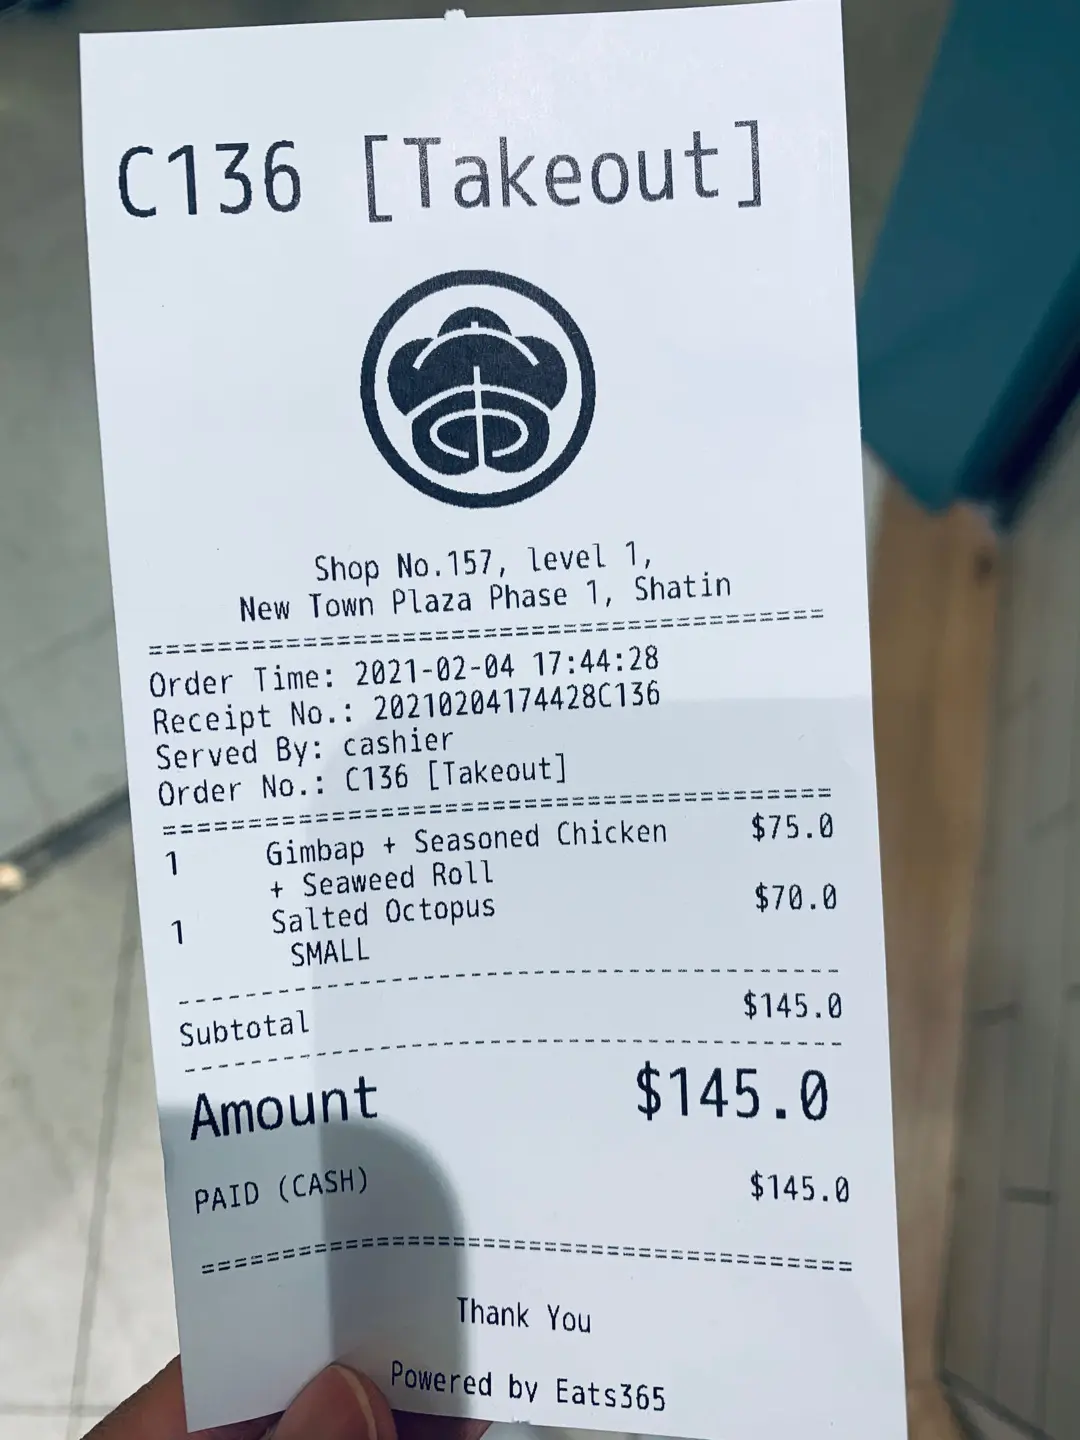 C136 [Takeout]
Shop No.157, level 1,
New Town Plaza Phase 1, Shatin
======================================
Order Time: 2021-02-04 17:44:28
Receipt No.: 20210204174428C136
Served By: cashier
Order No.: C136 [Takeout]
======================================
1 Gimbap + Seasoned Chicken $75.0
+ Seaweed Roll
1 Salted Octopus $70.0
SMALL
--------------------------------------
Subtotal $145.0
--------------------------------------
Amount $145.0
PAID (CASH) $145.0
======================================
Thank You
Powered by Eats365